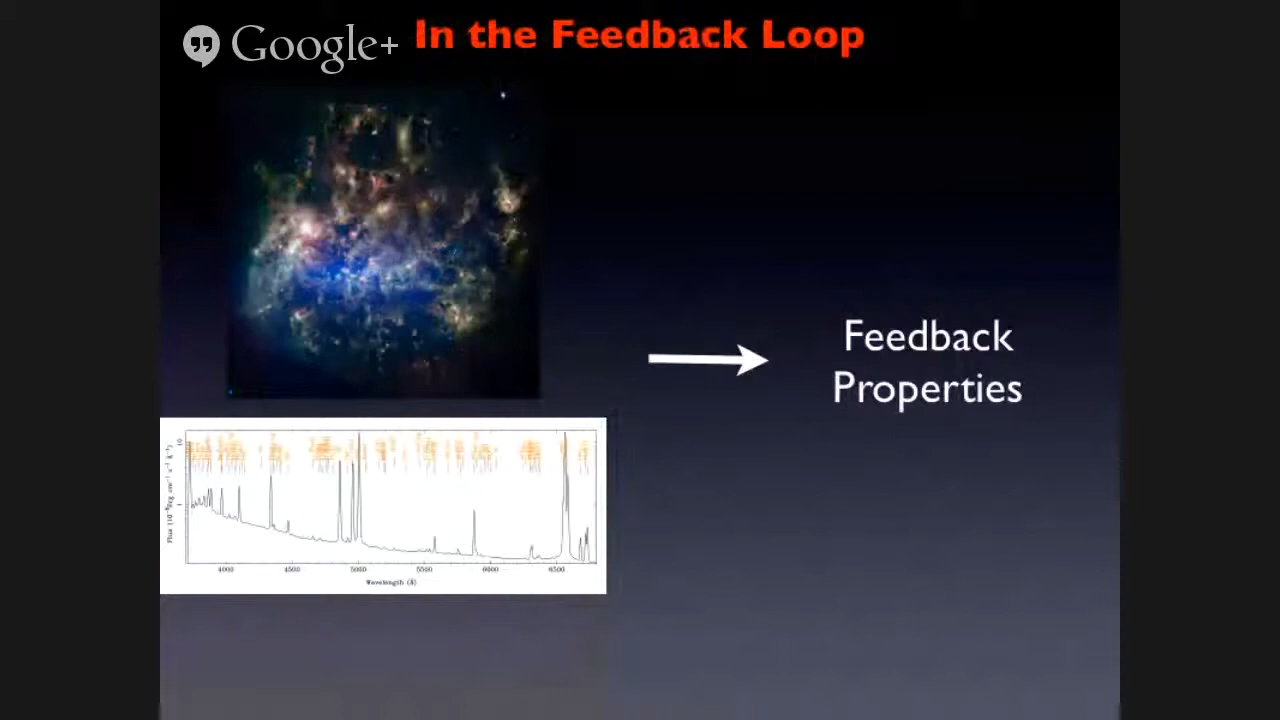 Google+
In the Feedback Loop
Feedback
Properties
4000 4500 5000 5500 6000 6500
Wavelength (Å)